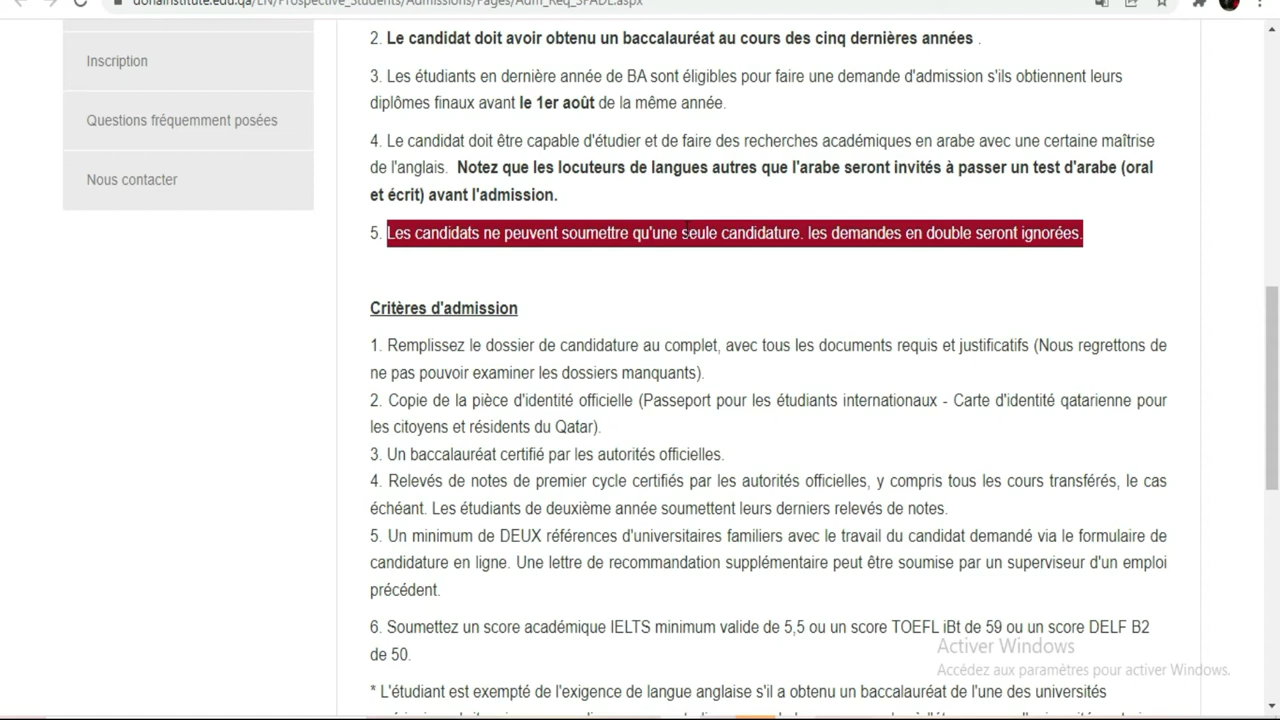 dohainstitute.edu.qa/EN/Prospective_Students/Admissions/Pages/Adm_Req_SPADE.aspx
Inscription
Questions fréquemment posées
Nous contacter
2. Le candidat doit avoir obtenu un baccalauréat au cours des cinq dernières années .
3. Les étudiants en dernière année de BA sont éligibles pour faire une demande d'admission s'ils obtiennent leurs
diplômes finaux avant le 1er août de la même année.
4. Le candidat doit être capable d'étudier et de faire des recherches académiques en arabe avec une certaine maîtrise
de l'anglais. Notez que les locuteurs de langues autres que l'arabe seront invités à passer un test d'arabe (oral
et écrit) avant l'admission.
5. Les candidats ne peuvent soumettre qu'une seule candidature. les demandes en double seront ignorées.
Critères d'admission
1. Remplissez le dossier de candidature au complet, avec tous les documents requis et justificatifs (Nous regrettons de
ne pas pouvoir examiner les dossiers manquants).
2. Copie de la pièce d'identité officielle (Passeport pour les étudiants internationaux - Carte d'identité qatarienne pour
les citoyens et résidents du Qatar).
3. Un baccalauréat certifié par les autorités officielles.
4. Relevés de notes de premier cycle certifiés par les autorités officielles, y compris tous les cours transférés, le cas
échéant. Les étudiants de deuxième année soumettent leurs derniers relevés de notes.
5. Un minimum de DEUX références d'universitaires familiers avec le travail du candidat demandé via le formulaire de
candidature en ligne. Une lettre de recommandation supplémentaire peut être soumise par un superviseur d'un emploi
précédent.
6. Soumettez un score académique IELTS minimum valide de 5,5 ou un score TOEFL iBt de 59 ou un score DELF B2
de 50.
* L'étudiant est exempté de l'exigence de langue anglaise s'il a obtenu un baccalauréat de l'une des universités
Activer Windows
Accédez aux paramètres pour activer Windows.